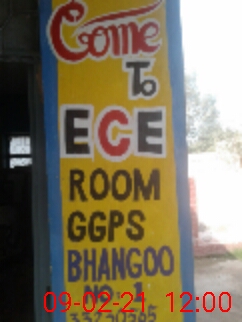 Come
To
ECE
ROOM
GGPS
BHANGOO
NO: 1
09-02-21 12:00